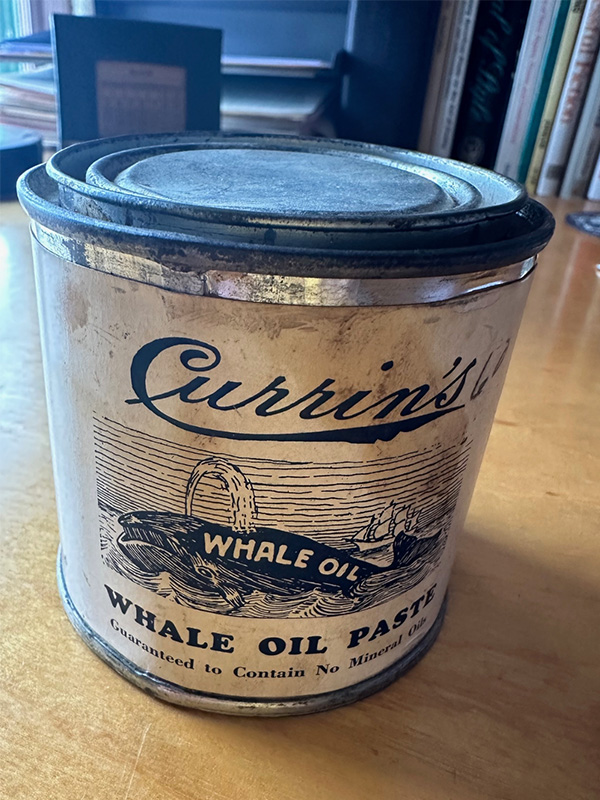 Currin's
WHALE OIL
WHALE OIL PASTE
Guaranteed to Contain No Mineral Oils